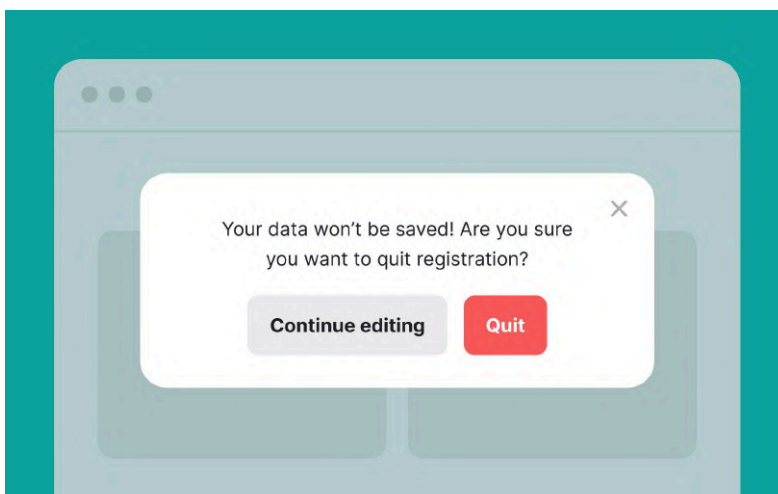 Your data won’t be saved! Are you sure
you want to quit registration?
Continue editing
Quit